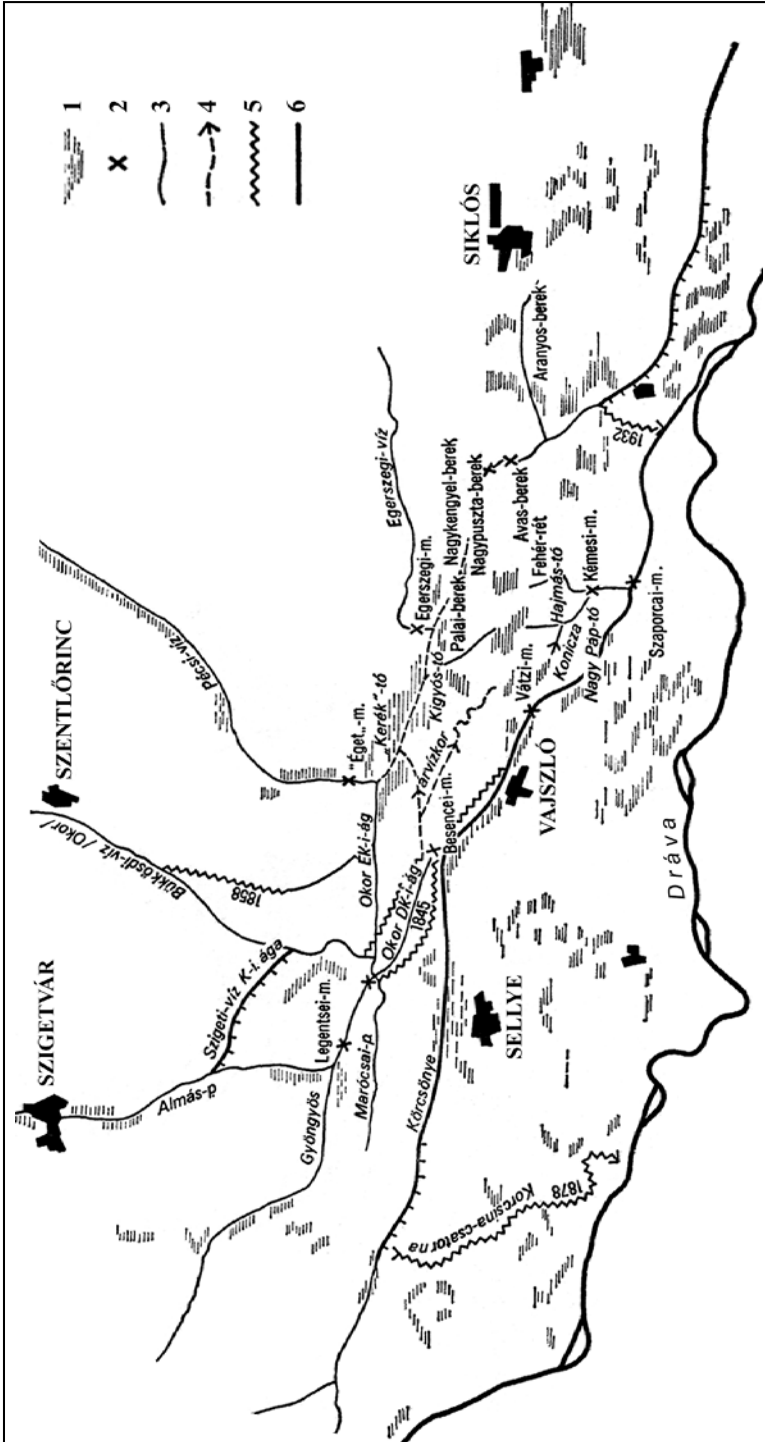 1
2
3
4
5
6
SZIGETVÁR
SZENTLŐRINC
SIKLÓS
SELLYE
VAJSZLÓ
Almás-p
Szigeti-víz K-i. ága
Bükkösdi-víz /Okor/
1858
Pécsi-víz
Egerszegi-víz
Gyöngyös
Legentsei-m.
Marócsai-p
Okor ÉK-i-ág
Okor DK-i-ág
1845
"Éget„-m.
Kerék"-tó
Kigyós-tó
Egerszegi-m.
Palai-berek
Nagykengyel-berek
Nagypuszta-berek
Avas-berek
Fehér-rét
Aranyos-berek
Besencei-m.
Vátzi-m.
Konicza
Hajmás-tó
Nagy Pap-tó
Kémesi-m.
Szaporcai-m.
1932
Körcsönye
Korcsina-csatorna
1878
Dráva